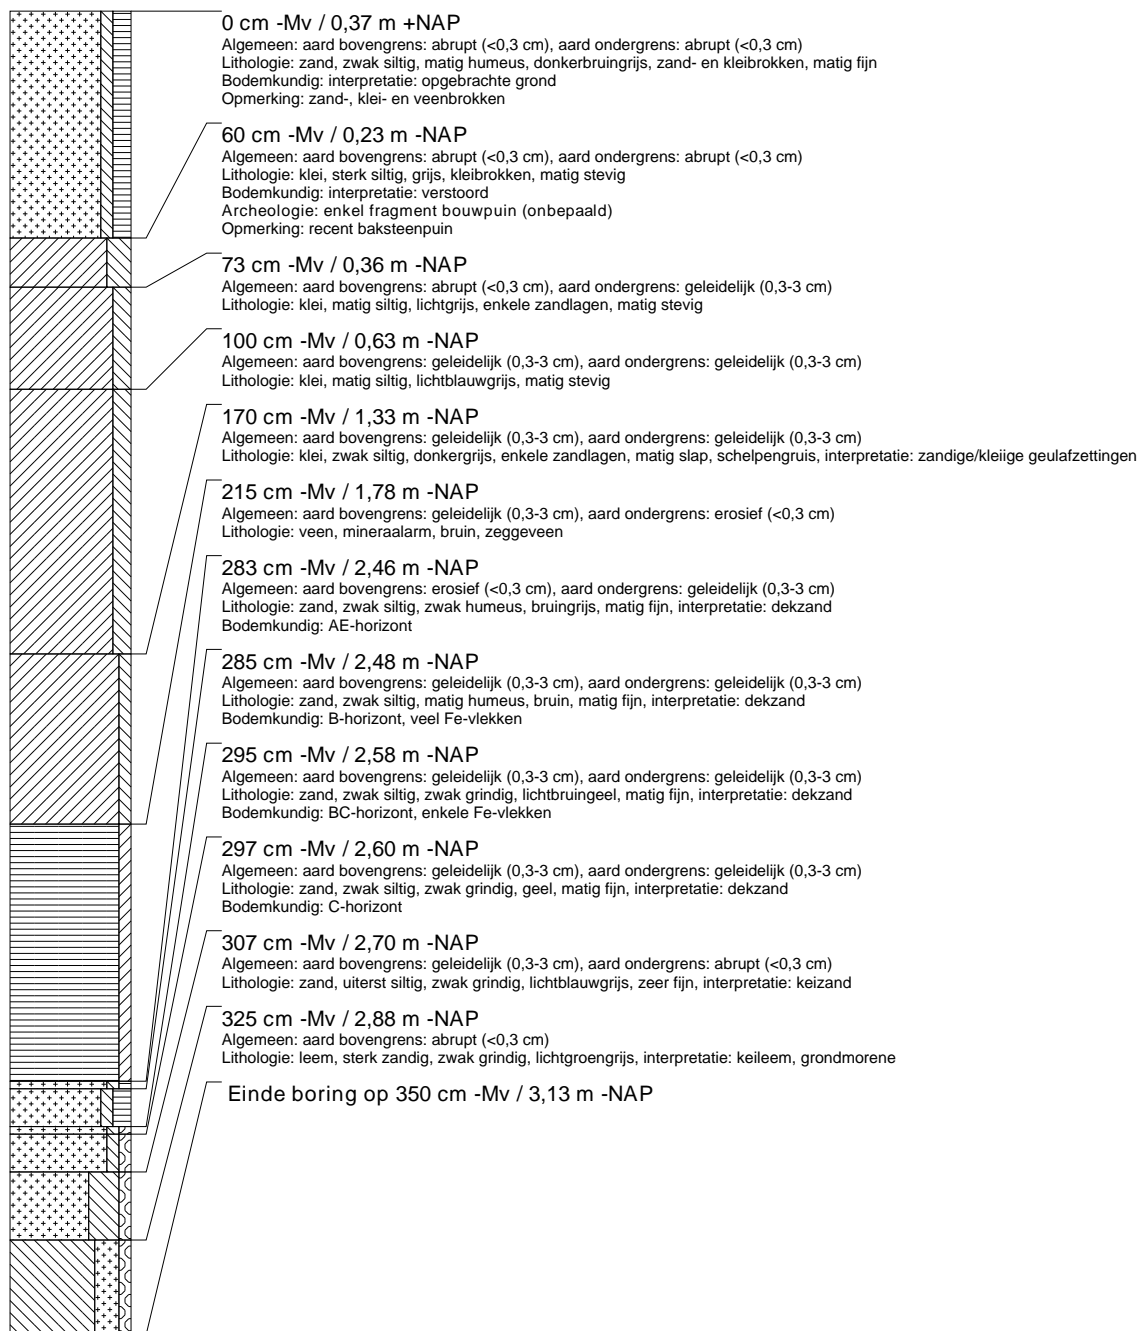 0 cm -Mv / 0,37 m +NAP
Algemeen: aard bovengrens: abrupt (<0,3 cm), aard ondergrens: abrupt (<0,3 cm)
Lithologie: zand, zwak siltig, matig humeus, donkerbruingrijs, zand- en kleibrokken, matig fijn
Bodemkundig: interpretatie: opgebrachte grond
Opmerking: zand-, klei- en veenbrokken
60 cm -Mv / 0,23 m -NAP
Algemeen: aard bovengrens: abrupt (<0,3 cm), aard ondergrens: abrupt (<0,3 cm)
Lithologie: klei, sterk siltig, grijs, kleibrokken, matig stevig
Bodemkundig: interpretatie: verstoord
Archeologie: enkel fragment bouwpuin (onbepaald)
Opmerking: recent baksteenpuin
73 cm -Mv / 0,36 m -NAP
Algemeen: aard bovengrens: abrupt (<0,3 cm), aard ondergrens: geleidelijk (0,3-3 cm)
Lithologie: klei, matig siltig, lichtgrijs, enkele zandlagen, matig stevig
100 cm -Mv / 0,63 m -NAP
Algemeen: aard bovengrens: geleidelijk (0,3-3 cm), aard ondergrens: geleidelijk (0,3-3 cm)
Lithologie: klei, matig siltig, lichtblauwgrijs, matig stevig
170 cm -Mv / 1,33 m -NAP
Algemeen: aard bovengrens: geleidelijk (0,3-3 cm), aard ondergrens: geleidelijk (0,3-3 cm)
Lithologie: klei, zwak siltig, donkergrijs, enkele zandlagen, matig slap, schelpengruis, interpretatie: zandige/kleiige geulafzettingen
215 cm -Mv / 1,78 m -NAP
Algemeen: aard bovengrens: geleidelijk (0,3-3 cm), aard ondergrens: erosief (<0,3 cm)
Lithologie: veen, mineraalarm, bruin, zeggeveen
283 cm -Mv / 2,46 m -NAP
Algemeen: aard bovengrens: erosief (<0,3 cm), aard ondergrens: geleidelijk (0,3-3 cm)
Lithologie: zand, zwak siltig, zwak humeus, bruingrijs, matig fijn, interpretatie: dekzand
Bodemkundig: AE-horizont
285 cm -Mv / 2,48 m -NAP
Algemeen: aard bovengrens: geleidelijk (0,3-3 cm), aard ondergrens: geleidelijk (0,3-3 cm)
Lithologie: zand, zwak siltig, matig humeus, bruin, matig fijn, interpretatie: dekzand
Bodemkundig: B-horizont, veel Fe-vlekken
295 cm -Mv / 2,58 m -NAP
Algemeen: aard bovengrens: geleidelijk (0,3-3 cm), aard ondergrens: geleidelijk (0,3-3 cm)
Lithologie: zand, zwak siltig, zwak grindig, lichtbruingeel, matig fijn, interpretatie: dekzand
Bodemkundig: BC-horizont, enkele Fe-vlekken
297 cm -Mv / 2,60 m -NAP
Algemeen: aard bovengrens: geleidelijk (0,3-3 cm), aard ondergrens: geleidelijk (0,3-3 cm)
Lithologie: zand, zwak siltig, zwak grindig, geel, matig fijn, interpretatie: dekzand
Bodemkundig: C-horizont
307 cm -Mv / 2,70 m -NAP
Algemeen: aard bovengrens: geleidelijk (0,3-3 cm), aard ondergrens: abrupt (<0,3 cm)
Lithologie: zand, uiterst siltig, zwak grindig, lichtblauwgrijs, zeer fijn, interpretatie: keizand
325 cm -Mv / 2,88 m -NAP
Algemeen: aard bovengrens: abrupt (<0,3 cm)
Lithologie: leem, sterk zandig, zwak grindig, lichtgroengrijs, interpretatie: keileem, grondmorene
Einde boring op 350 cm -Mv / 3,13 m -NAP